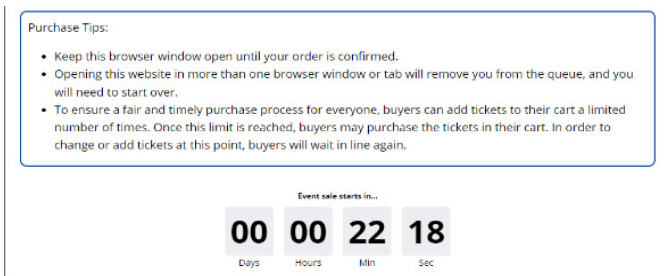 Purchase Tips:
• Keep this browser window open until your order is confirmed.
• Opening this website in more than one browser window or tab will remove you from the queue, and you
will need to start over.
• To ensure a fair and timely purchase process for everyone, buyers can add tickets to their cart a limited
number of times. Once this limit is reached, buyers may purchase the tickets in their cart. In order to
change or add tickets at this point, buyers will wait in line again.
Event sale starts in...
00 00 22 18
Days Hours Min Sec